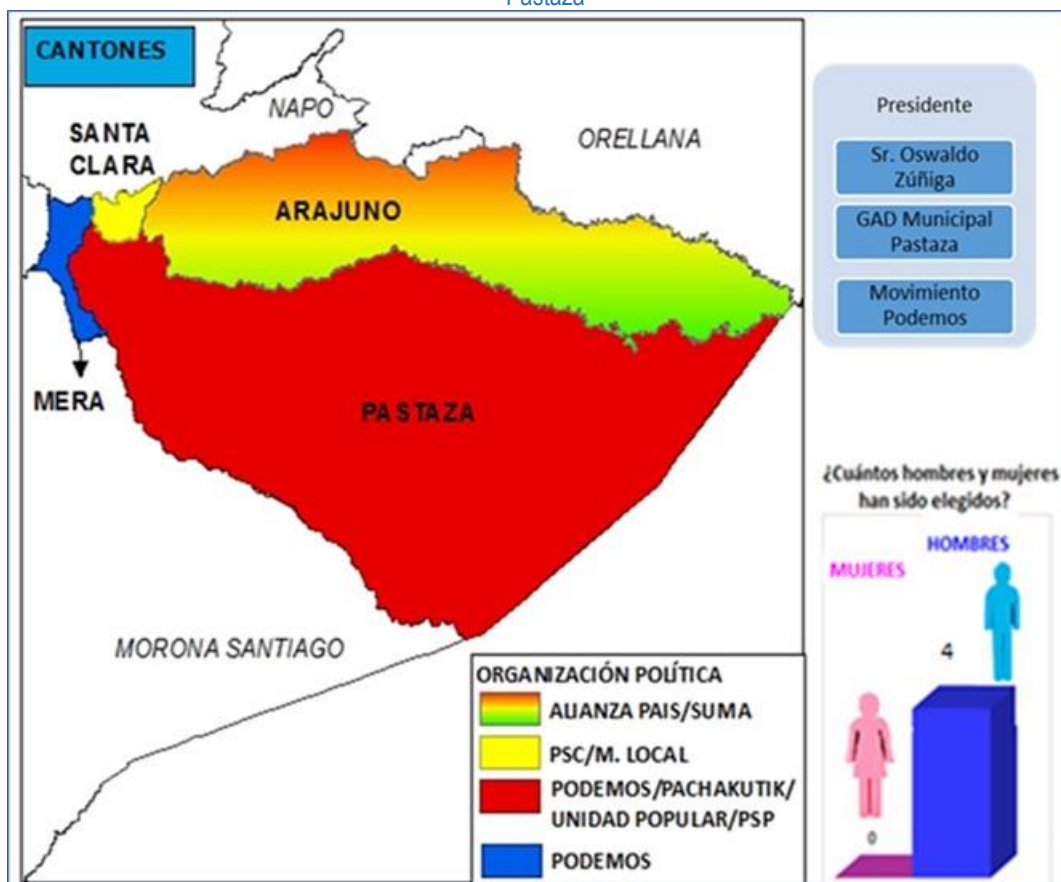 Pastaza
CANTONES
NAPO
ORELLANA
SANTA
CLARA
ARAJUNO
MERA
PASTAZA
MORONA SANTIAGO
ORGANIZACIÓN POLÍTICA
ALIANZA PAIS/SUMA
PSC/M. LOCAL
PODEMOS/PACHAKUTIK/
UNIDAD POPULAR/PSP
PODEMOS
Presidente
Sr. Oswaldo
Zúñiga
GAD Municipal
Pastaza
Movimiento
Podemos
¿Cuántos hombres y mujeres
han sido elegidos?
HOMBRES
MUJERES
4
0